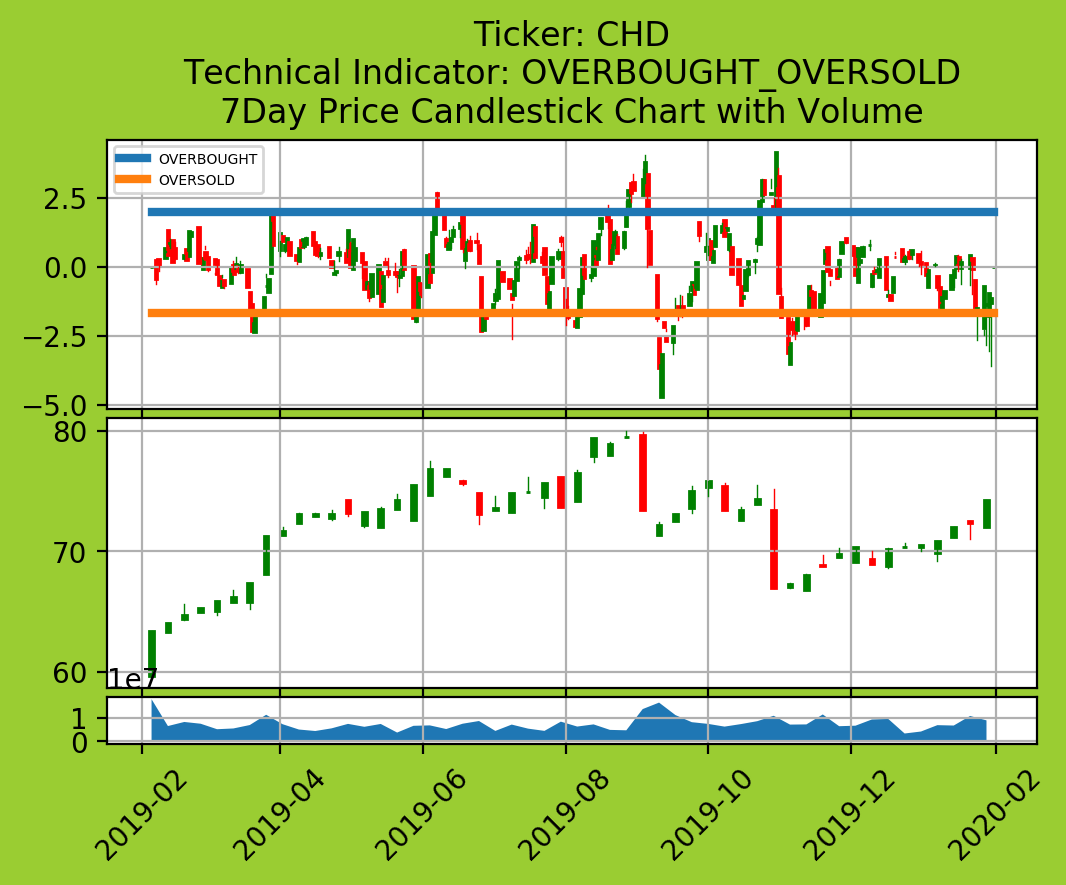 Ticker: CHD
Technical Indicator: OVERBOUGHT_OVERSOLD
7Day Price Candlestick Chart with Volume
OVERBOUGHT
OVERSOLD
2.5
0.0
−2.5
−5.0
80
70
60
1e7
1
0
2019-02
2019-04
2019-06
2019-08
2019-10
2019-12
2020-02